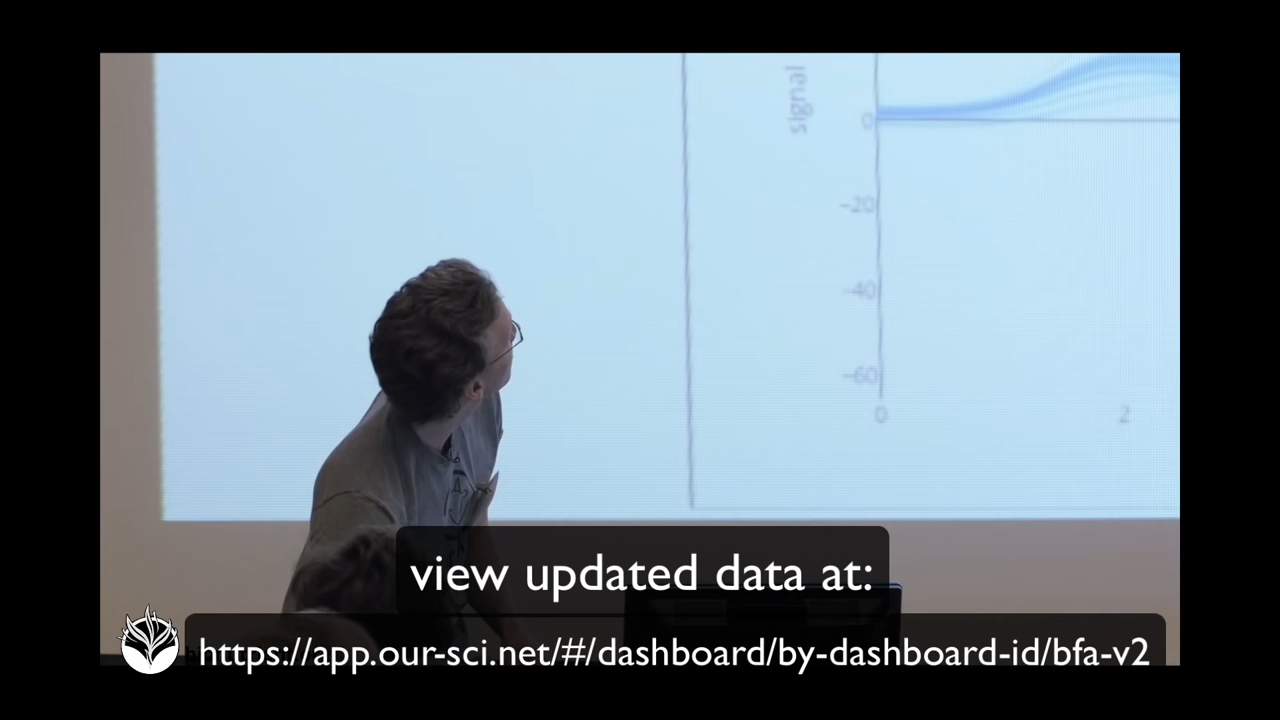 signal
0
-20
-40
-60
0
2
view updated data at:
https://app.our-sci.net/#/dashboard/by-dashboard-id/bfa-v2